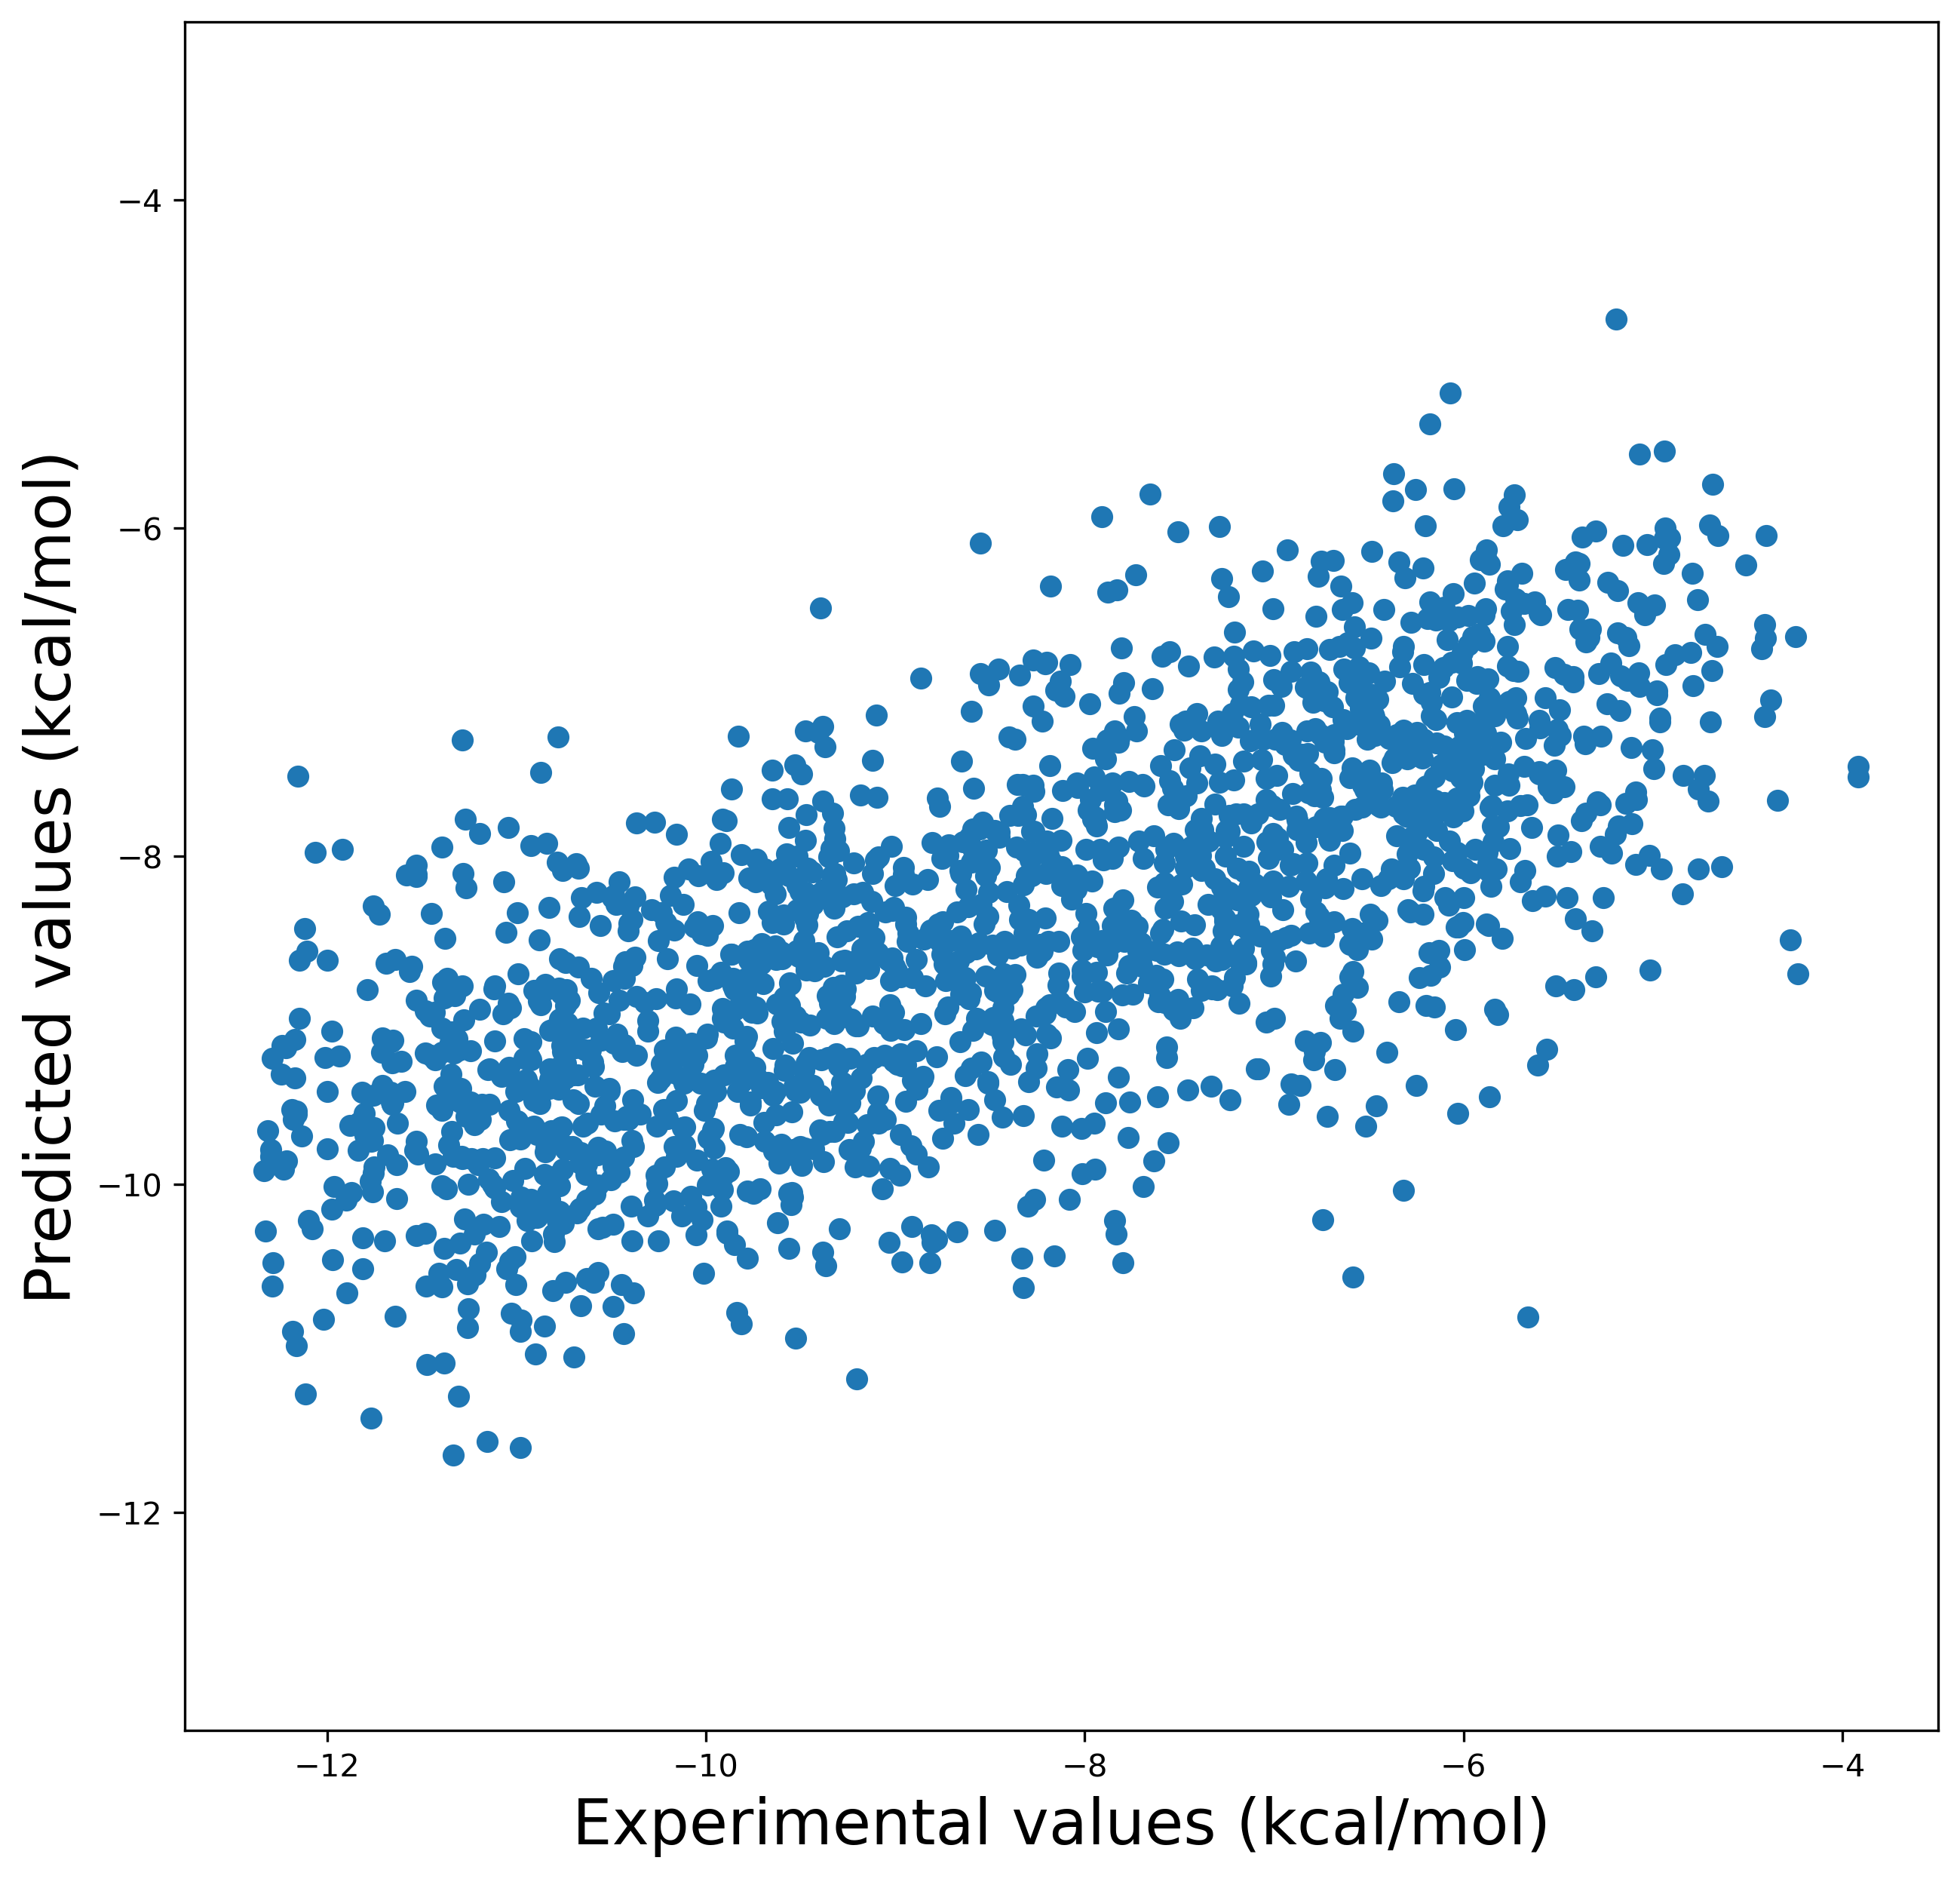 Predicted values (kcal/mol)
−4
−6
−8
−10
−12
−12 −10 −8 −6 −4
Experimental values (kcal/mol)